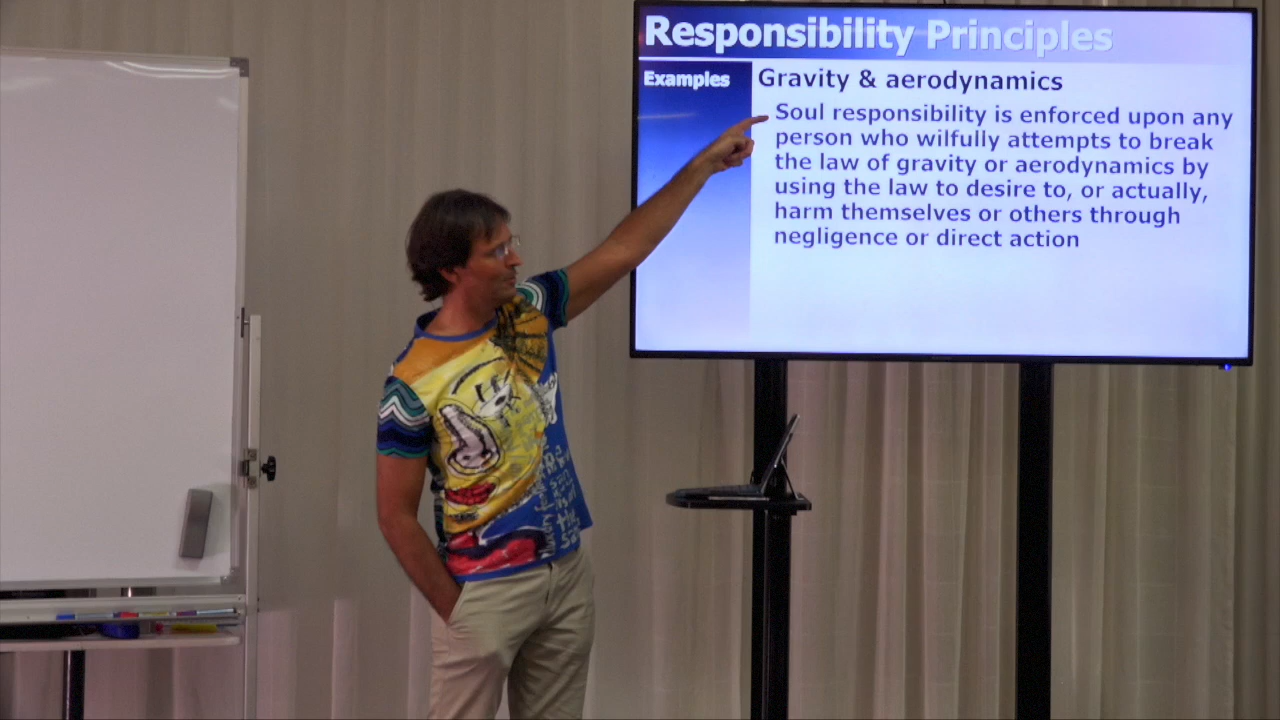 Responsibility Principles
Examples
Gravity & aerodynamics
Soul responsibility is enforced upon any
person who wilfully attempts to break
the law of gravity or aerodynamics by
using the law to desire to, or actually,
harm themselves or others through
negligence or direct action